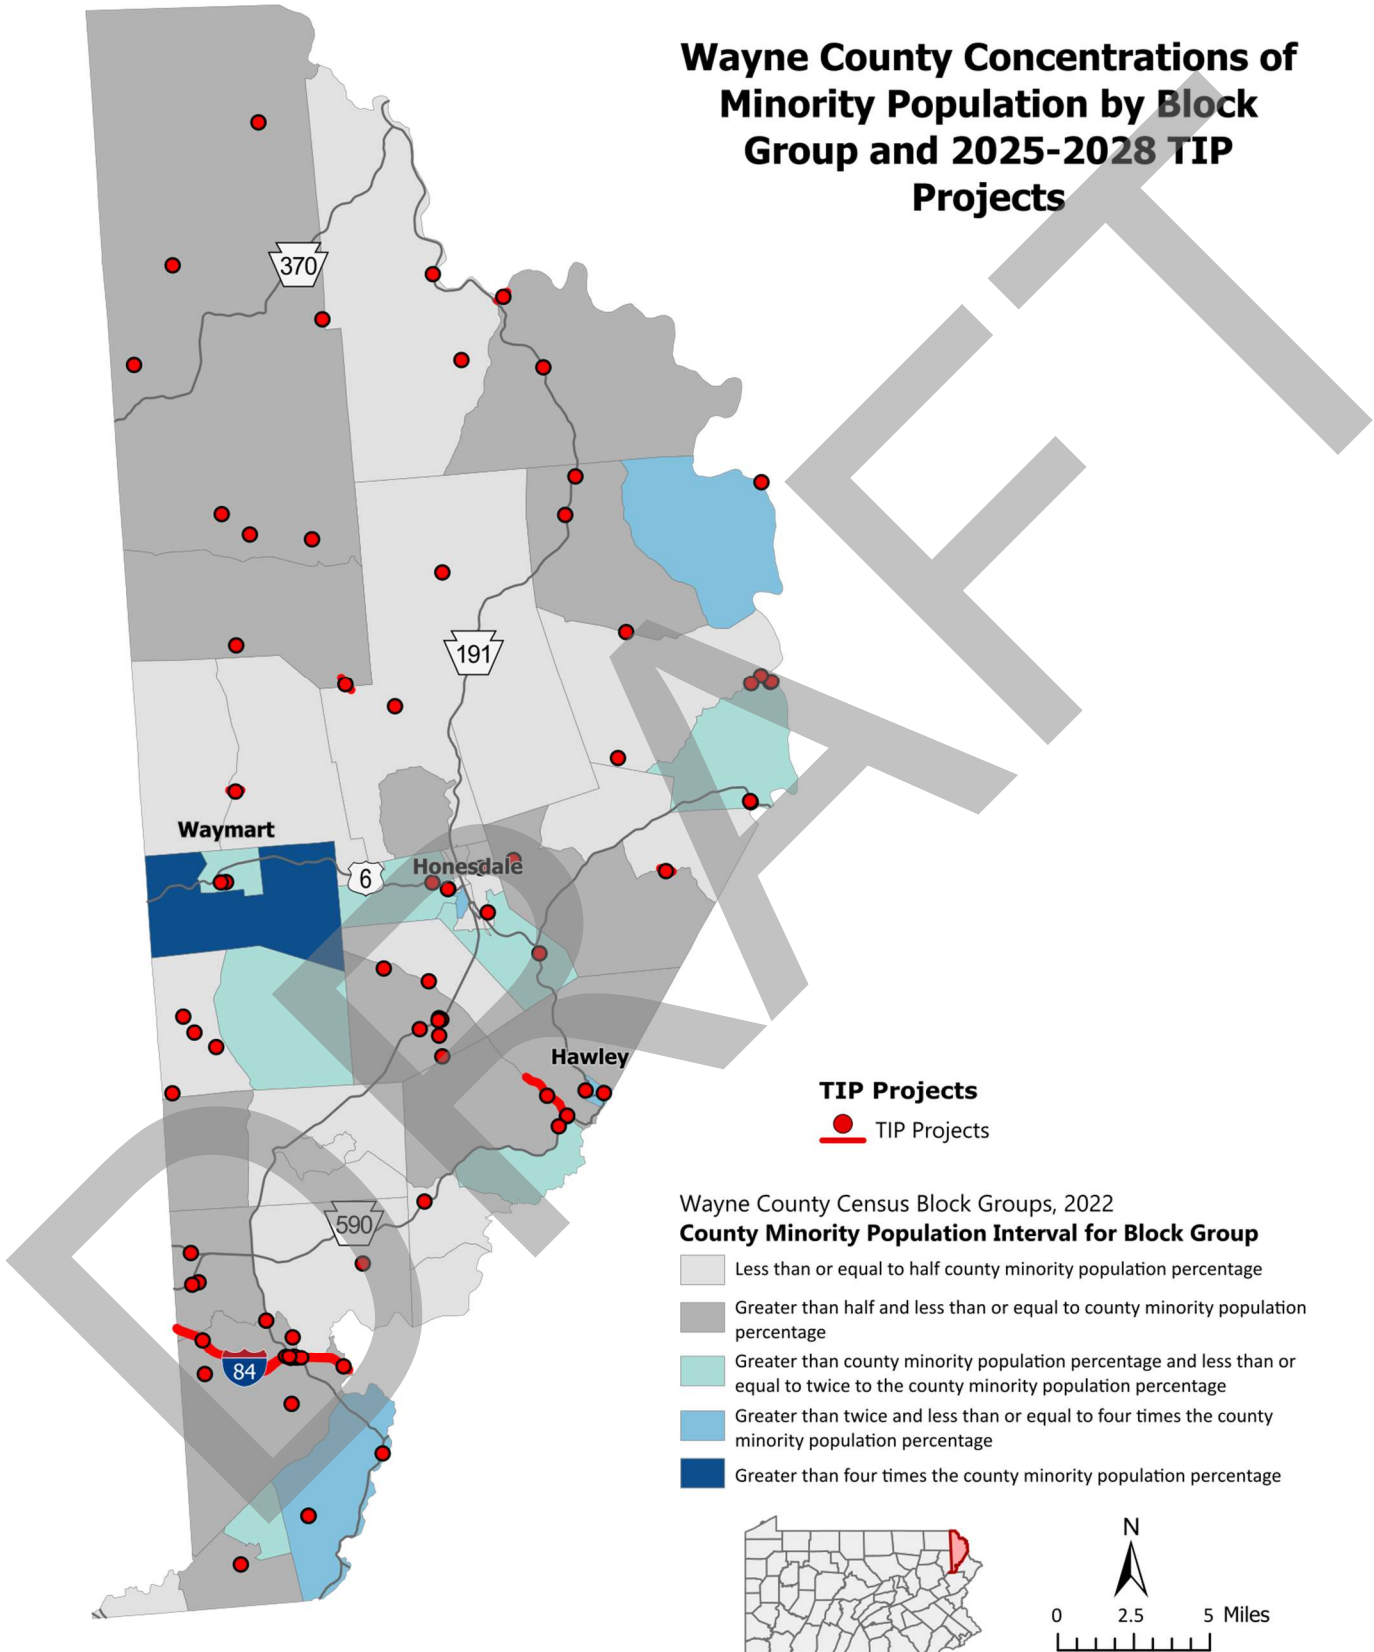 Wayne County Concentrations of
Minority Population by Block
Group and 2025-2028 TIP
Projects
370
191
Waymart
6
Honesdale
Hawley
590
84
TIP Projects
TIP Projects
Wayne County Census Block Groups, 2022
County Minority Population Interval for Block Group
Less than or equal to half county minority population percentage
Greater than half and less than or equal to county minority population
percentage
Greater than county minority population percentage and less than or
equal to twice to the county minority population percentage
Greater than twice and less than or equal to four times the county
minority population percentage
Greater than four times the county minority population percentage
N
0 2.5 5 Miles
DRAFT